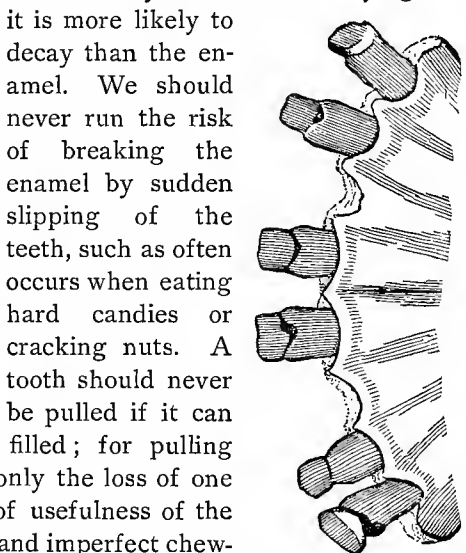 it is more likely to
decay than the en-
amel. We should
never run the risk
of breaking the
enamel by sudden
slipping of the
teeth, such as often
occurs when eating
hard candies or
cracking nuts. A
tooth should never
be pulled if it can
filled; for pulling
only the loss of one
of usefulness of the
and imperfect chew-